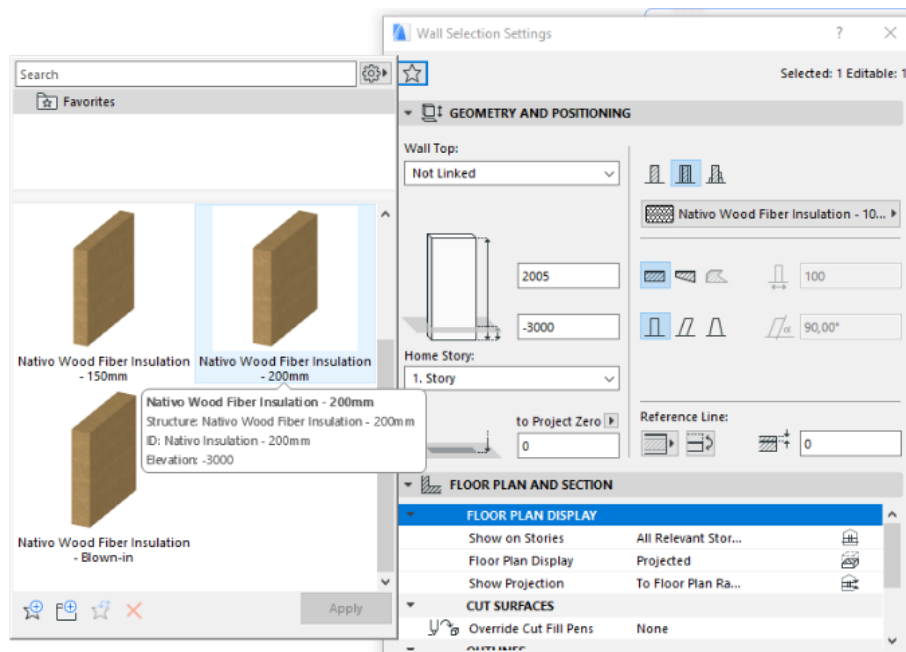 Wall Selection Settings
?
Search
Favorites
Selected: 1 Editable: 1
GEOMETRY AND POSITIONING
Wall Top:
Not Linked
Nativo Wood Fiber Insulation - 10...
2005
100
-3000
α
90,00°
Home Story:
1. Story
to Project Zero
0
Reference Line:
0
Nativo Wood Fiber Insulation
- 150mm
Nativo Wood Fiber Insulation
- 200mm
Nativo Wood Fiber Insulation - 200mm
Structure: Nativo Wood Fiber Insulation - 200mm
ID: Nativo Insulation - 200mm
Elevation: -3000
Nativo Wood Fiber Insulation
- Blown-in
Apply
FLOOR PLAN AND SECTION
FLOOR PLAN DISPLAY
Show on Stories All Relevant Stor...
Floor Plan Display Projected
Show Projection To Floor Plan Ra...
CUT SURFACES
Override Cut Fill Pens None
OUTLINES